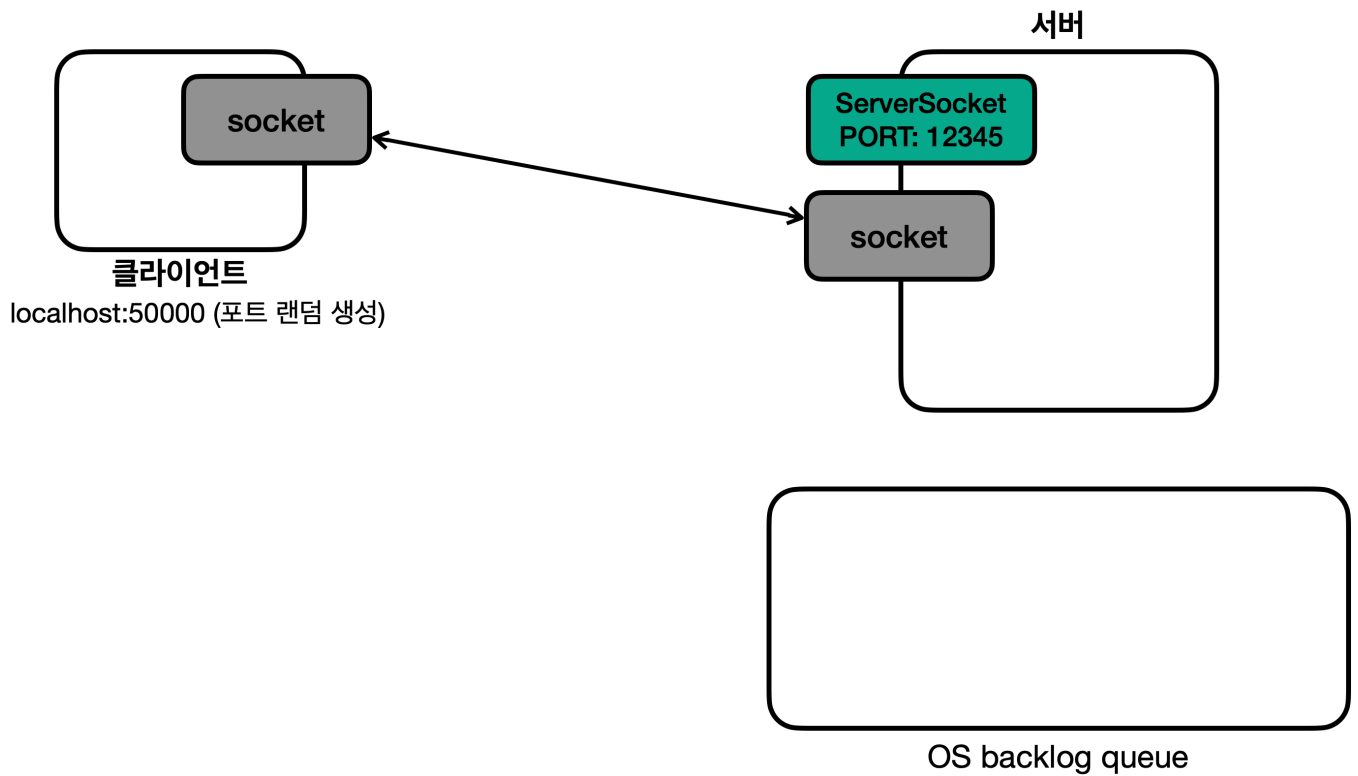 서버
socket
ServerSocket
PORT: 12345
socket
클라이언트
localhost:50000 (포트 랜덤 생성)
OS backlog queue